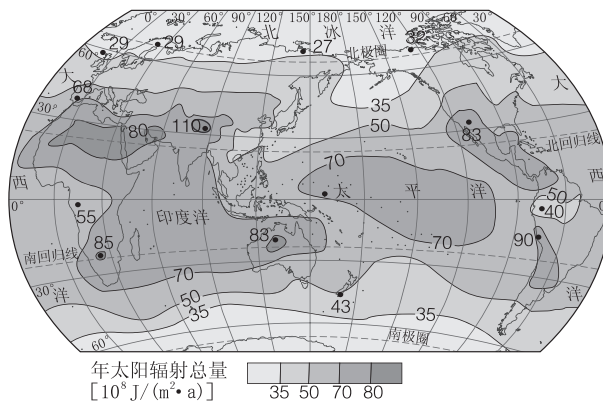 0° 30° 60° 90° 120° 150° 180° 150° 120° 90° 60° 30
北 冰 洋
29 29 27 32
60° 北极圈
大 大
68 35
30° 50
80 110 83
70 北回归线
西 太 平 洋 西
0° 50 0°
55 印度洋 40
83 90
85 70
南回归线
70
30° 50
洋 35 43 35 洋
南极圈
60°
年太阳辐射总量
[10⁸J/(m²•a)] 35 50 70 80